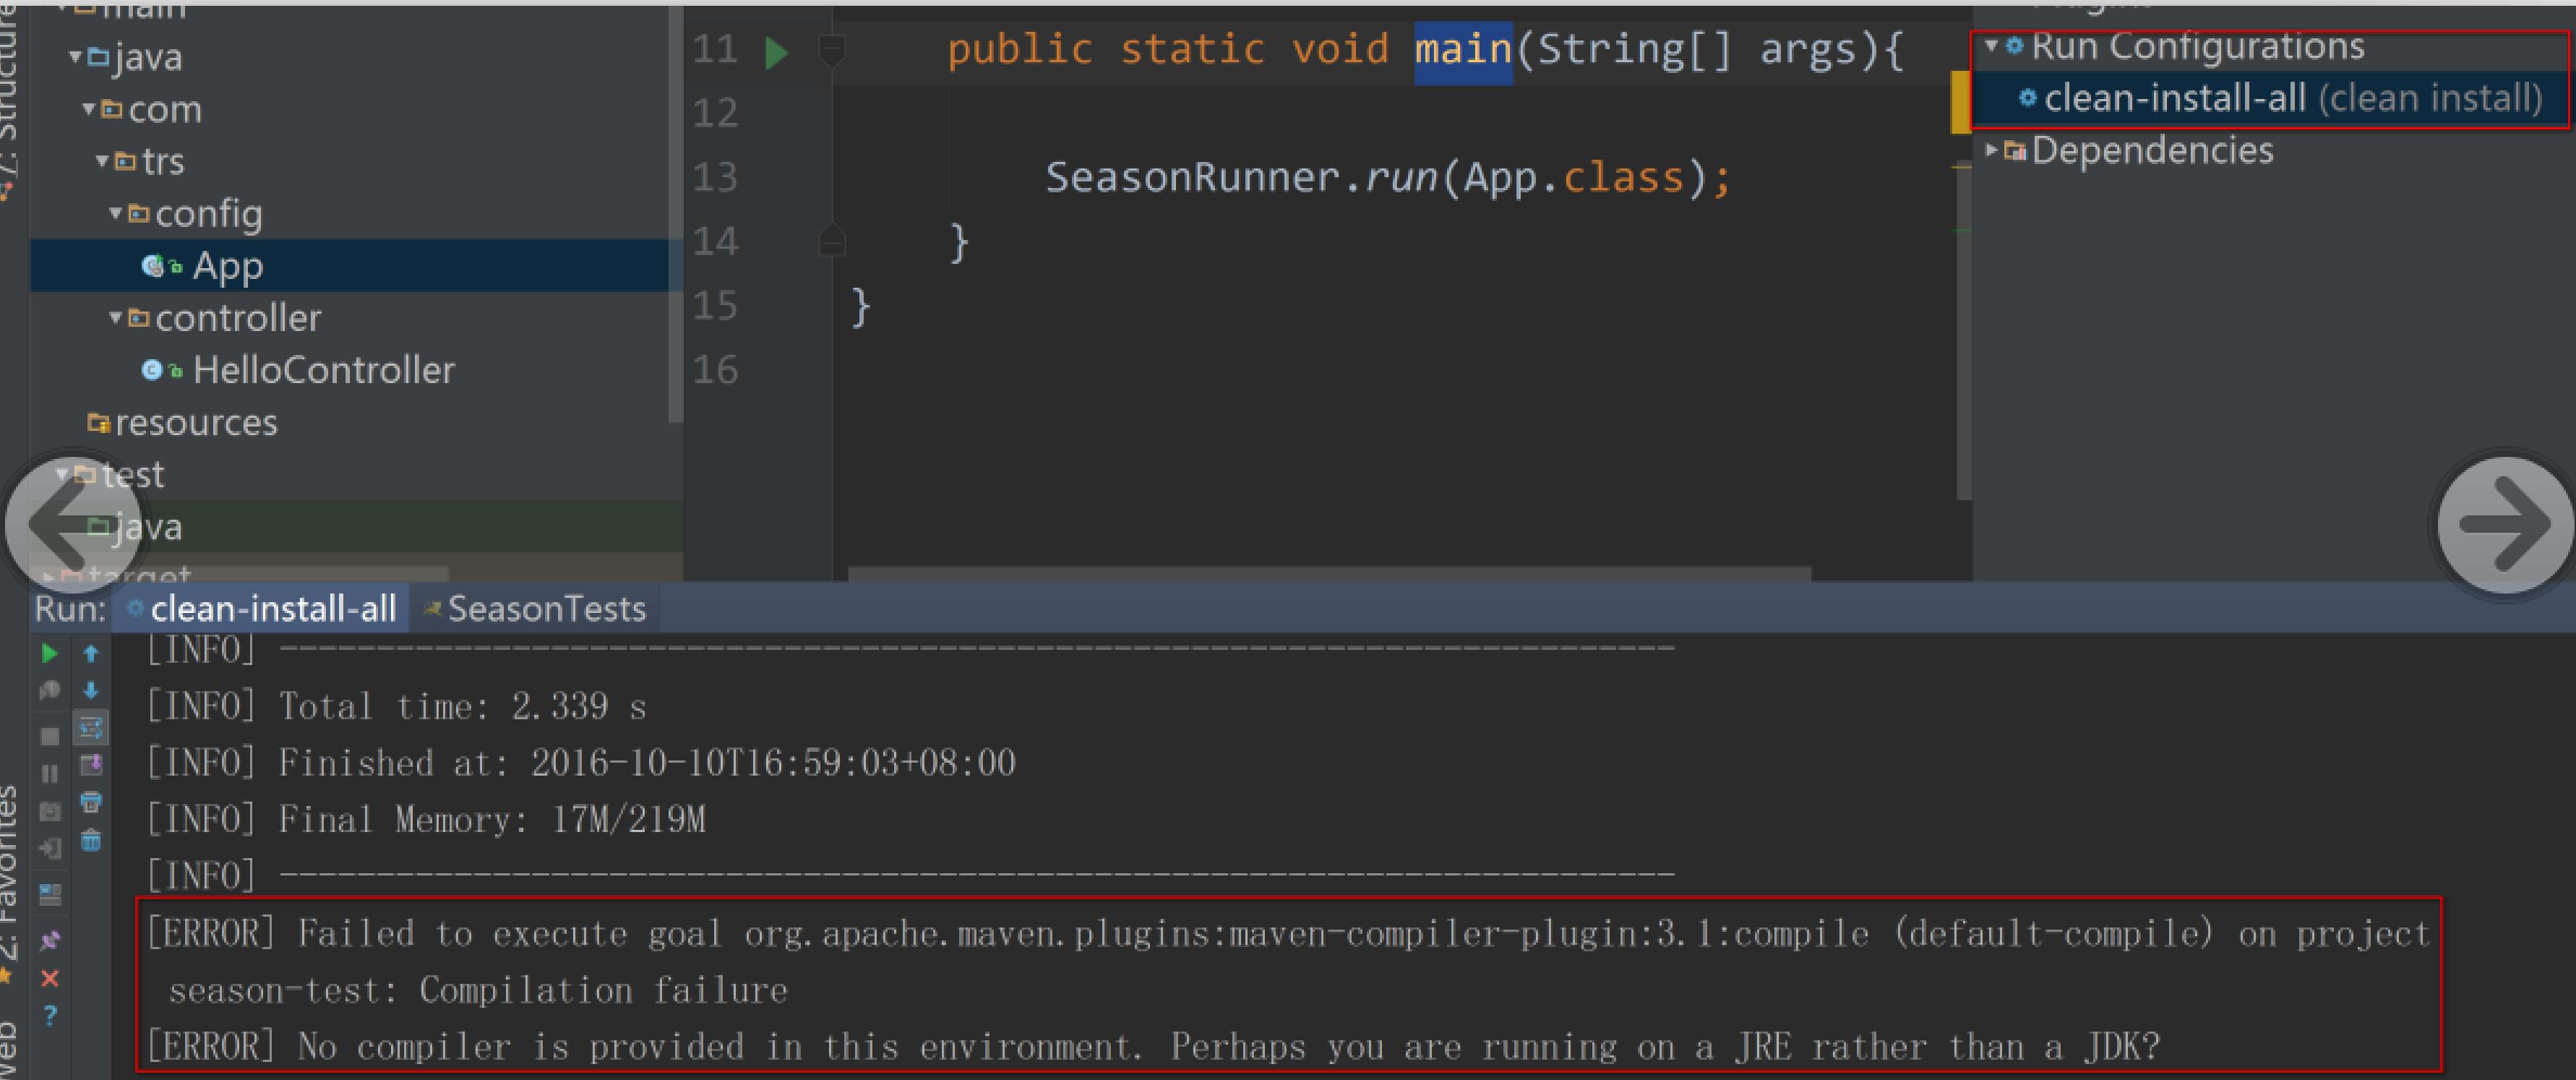 main
java
com
trs
config
App
controller
HelloController
resources
test
java
target
7: Structure
2: Favorites
11 public static void main(String[] args){
12
13 SeasonRunner.run(App.class);
14 }
15 }
16
Run Configurations
clean-install-all (clean install)
Dependencies
Run: clean-install-all SeasonTests
[INFO] ------------------------------------------------------------------------
[INFO] Total time: 2.339 s
[INFO] Finished at: 2016-10-10T16:59:03+08:00
[INFO] Final Memory: 17M/219M
[INFO] ------------------------------------------------------------------------
[ERROR] Failed to execute goal org.apache.maven.plugins:maven-compiler-plugin:3.1:compile (default-compile) on project
season-test: Compilation failure
[ERROR] No compiler is provided in this environment. Perhaps you are running on a JRE rather than a JDK?